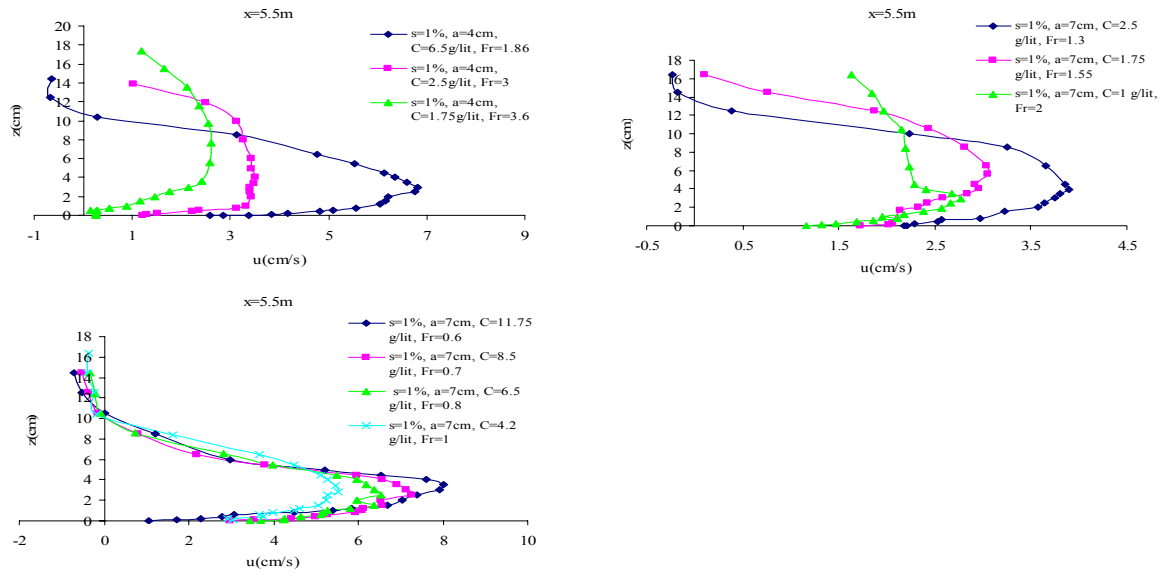 x=5.5m
20
18
16
14
12
10
8
6
4
2
0
z(cm)
-1
1
3
5
7
9
u(cm/s)
s=1%, a=4cm,
C=6.5g/lit, Fr=1.86
s=1%, a=4cm,
C=2.5g/lit, Fr=3
s=1%, a=4cm,
C=1.75g/lit, Fr=3.6
x=5.5m
18
16
14
12
10
8
6
4
2
0
z(cm)
-0.5
0.5
1.5
2.5
3.5
4.5
u(cm/s)
s=1%, a=7cm, C=2.5
g/lit, Fr=1.3
s=1%, a=7cm, C=1.75
g/lit, Fr=1.55
s=1%, a=7cm, C=1 g/lit,
Fr=2
x=5.5m
18
16
14
12
10
8
6
4
2
0
z(cm)
-2
0
2
4
6
8
10
u(cm/s)
s=1%, a=7cm, C=11.75
g/lit, Fr=0.6
s=1%, a=7cm, C=8.5
g/lit, Fr=0.7
s=1%, a=7cm, C=6.5
g/lit, Fr=0.8
s=1%, a=7cm, C=4.2
g/lit, Fr=1